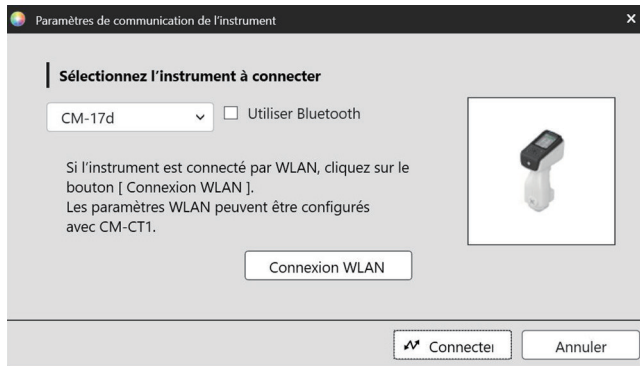 Paramètres de communication de l'instrument
Sélectionnez l'instrument à connecter
CM-17d
Utiliser Bluetooth
Si l'instrument est connecté par WLAN, cliquez sur le
bouton [ Connexion WLAN ].
Les paramètres WLAN peuvent être configurés
avec CM-CT1.
Connexion WLAN
Connecter
Annuler